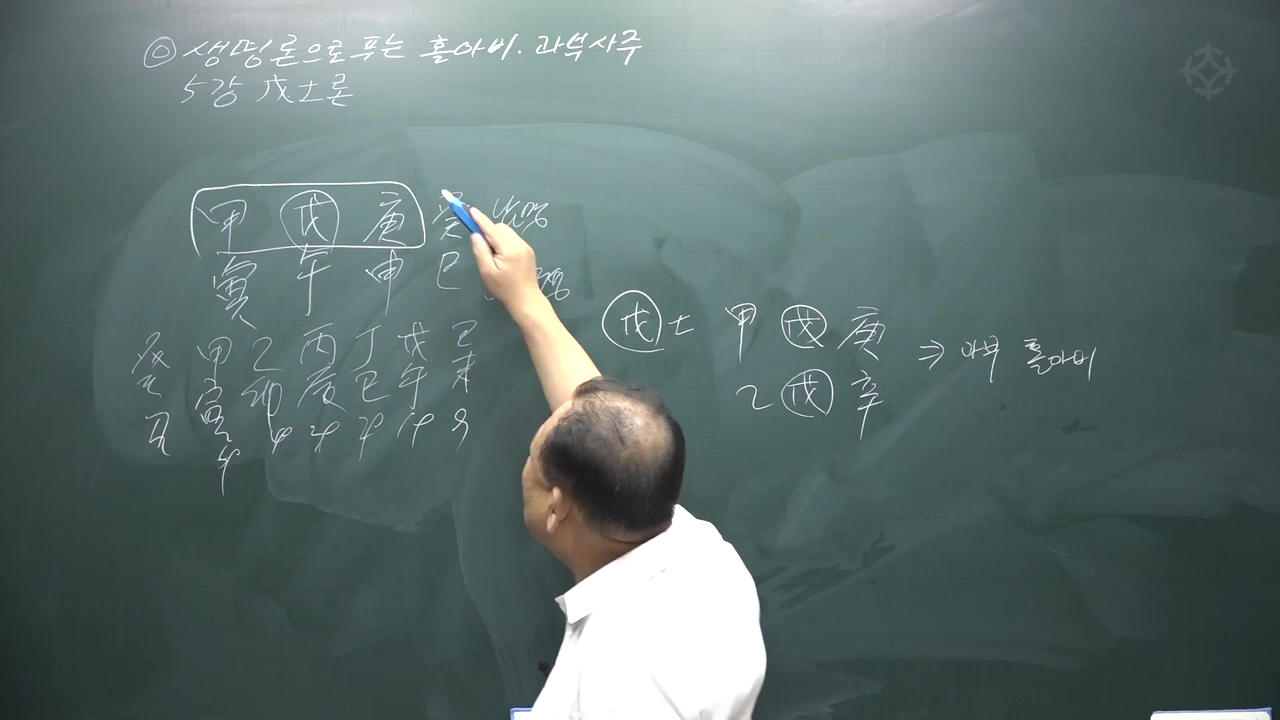 ◎ 생명론으로 푸는 홀아비. 과부사주
5강 戊土론
甲 戊 庚 癸
寅 午 申 巳
甲 乙 丙 丁 戊 己
寅 卯 辰 巳 午 未
戊土 甲 戊 庚 ⇒ 과부 홀아비
乙 戊 辛